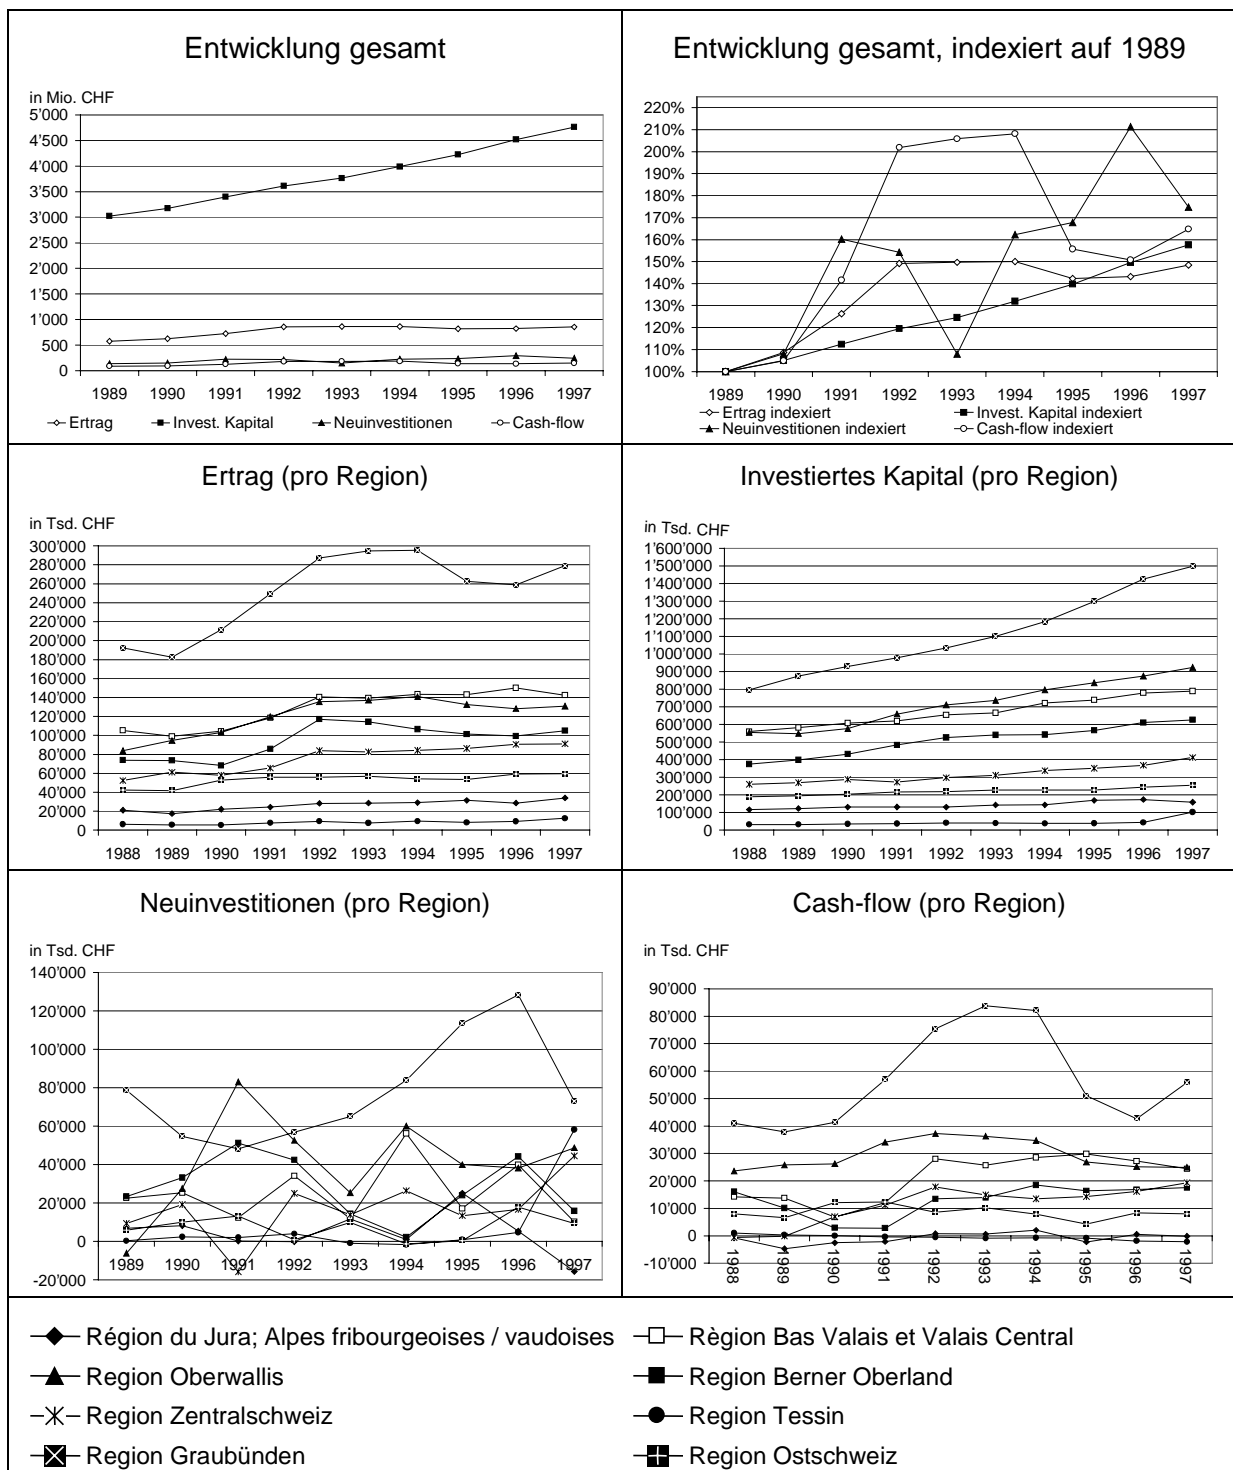 Entwicklung gesamt
in Mio. CHF
5’000
4’500
4’000
3’500
3’000
2’500
2’000
1’500
1’000
500
0
1989 1990 1991 1992 1993 1994 1995 1996 1997
Ertrag Invest. Kapital Neuinvestitionen Cash-flow
Entwicklung gesamt, indexiert auf 1989
220%
210%
200%
190%
180%
170%
160%
150%
140%
130%
120%
110%
100%
1989 1990 1991 1992 1993 1994 1995 1996 1997
Ertrag indexiert Invest. Kapital indexiert
Neuinvestitionen indexiert Cash-flow indexiert
Ertrag (pro Region)
in Tsd. CHF
300’000
280’000
260’000
240’000
220’000
200’000
180’000
160’000
140’000
120’000
100’000
80’000
60’000
40’000
20’000
0
1988 1989 1990 1991 1992 1993 1994 1995 1996 1997
Investiertes Kapital (pro Region)
in Tsd. CHF
1’600’000
1’500’000
1’400’000
1’300’000
1’200’000
1’100’000
1’000’000
900’000
800’000
700’000
600’000
500’000
400’000
300’000
200’000
100’000
0
1988 1989 1990 1991 1992 1993 1994 1995 1996 1997
Neuinvestitionen (pro Region)
in Tsd. CHF
140’000
120’000
100’000
80’000
60’000
40’000
20’000
0
-20’000
1989 1990 1991 1992 1993 1994 1995 1996 1997
Cash-flow (pro Region)
in Tsd. CHF
90’000
80’000
70’000
60’000
50’000
40’000
30’000
20’000
10’000
0
-10’000
1988 1989 1990 1991 1992 1993 1994 1995 1996 1997
Région du Jura; Alpes fribourgeoises / vaudoises
Règion Bas Valais et Valais Central
Region Oberwallis
Region Berner Oberland
Region Zentralschweiz
Region Tessin
Region Graubünden
Region Ostschweiz